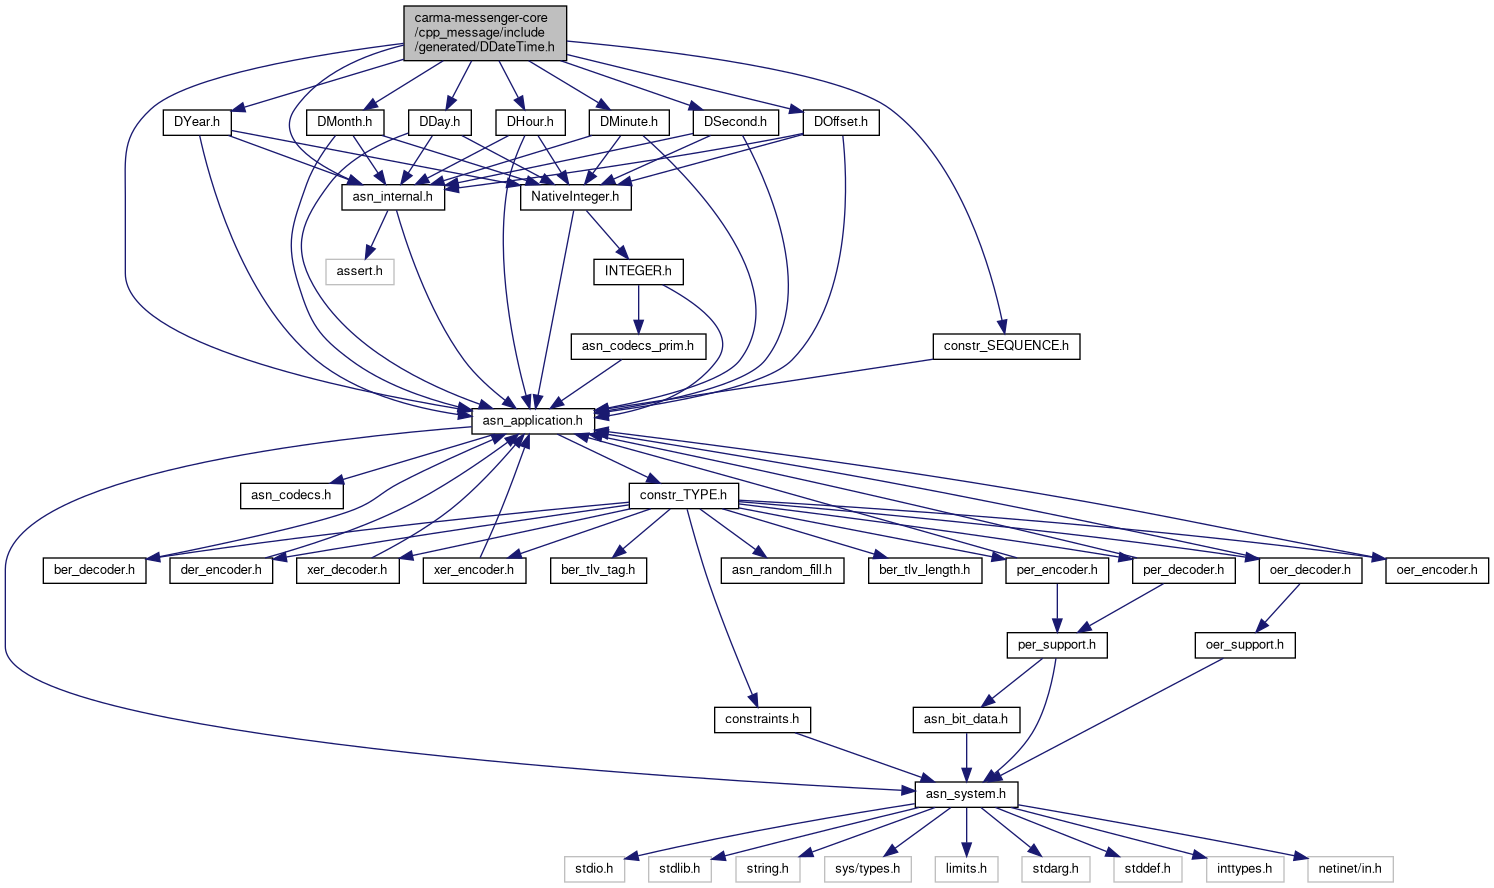 carma-messenger-core
/cpp_message/include
/generated/DDateTime.h
DYear.h
DMonth.h
DDay.h
DHour.h
DMinute.h
DSecond.h
DOffset.h
asn_internal.h
NativeInteger.h
assert.h
INTEGER.h
asn_codecs_prim.h
constr_SEQUENCE.h
asn_application.h
asn_codecs.h
constr_TYPE.h
ber_decoder.h
der_encoder.h
xer_decoder.h
xer_encoder.h
ber_tlv_tag.h
asn_random_fill.h
ber_tlv_length.h
per_encoder.h
per_decoder.h
oer_decoder.h
oer_encoder.h
per_support.h
oer_support.h
constraints.h
asn_bit_data.h
asn_system.h
stdio.h
stdlib.h
string.h
sys/types.h
limits.h
stdarg.h
stddef.h
inttypes.h
netinet/in.h